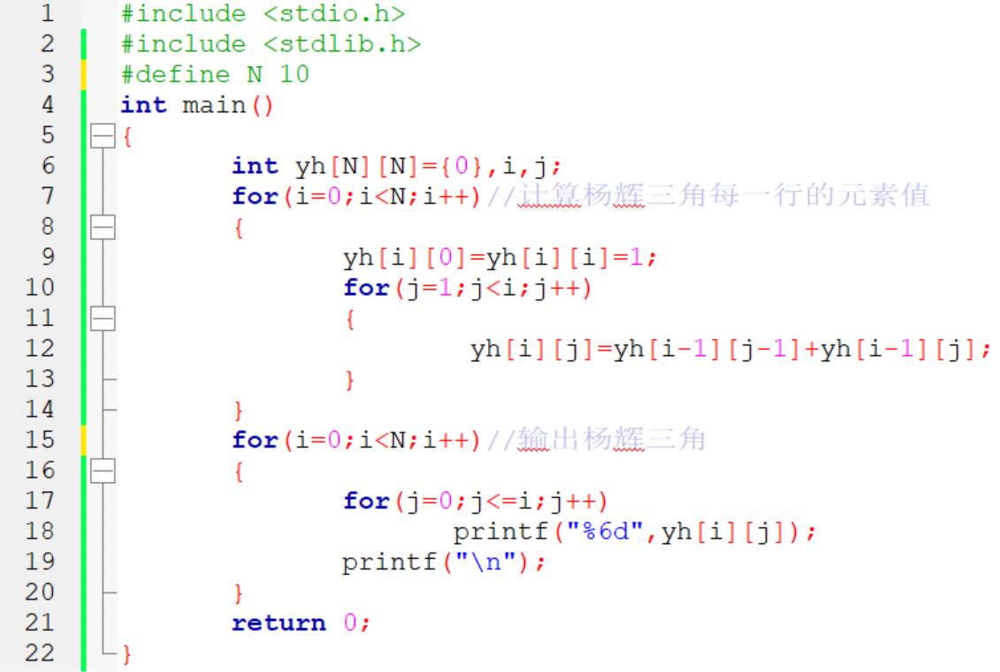 1 #include <stdio.h>
2 #include <stdlib.h>
3 #define N 10
4 int main()
5 {
6 int yh[N][N]={0},i,j;
7 for(i=0;i<N;i++)//计算杨辉三角每一行的元素值
8 {
9 yh[i][0]=yh[i][i]=1;
10 for(j=1;j<i;j++)
11 {
12 yh[i][j]=yh[i-1][j-1]+yh[i-1][j];
13 }
14 }
15 for(i=0;i<N;i++)//输出杨辉三角
16 {
17 for(j=0;j<=i;j++)
18 printf("%6d",yh[i][j]);
19 printf("\n");
20 }
21 return 0;
22 }